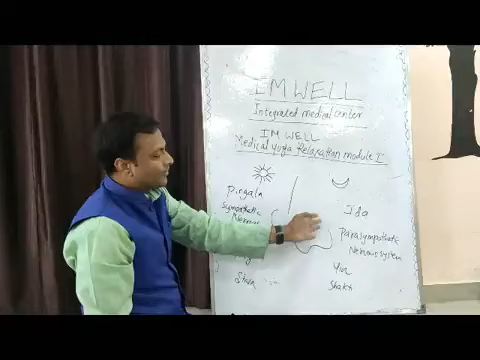 IM WELL
Integrated medical center
IM WELL
Medical Yoga Relaxation module I
Pingala
Ida
Sympathetic
Nervous
Parasympathetic
Nervous system
Yin
Shiva
Shakti